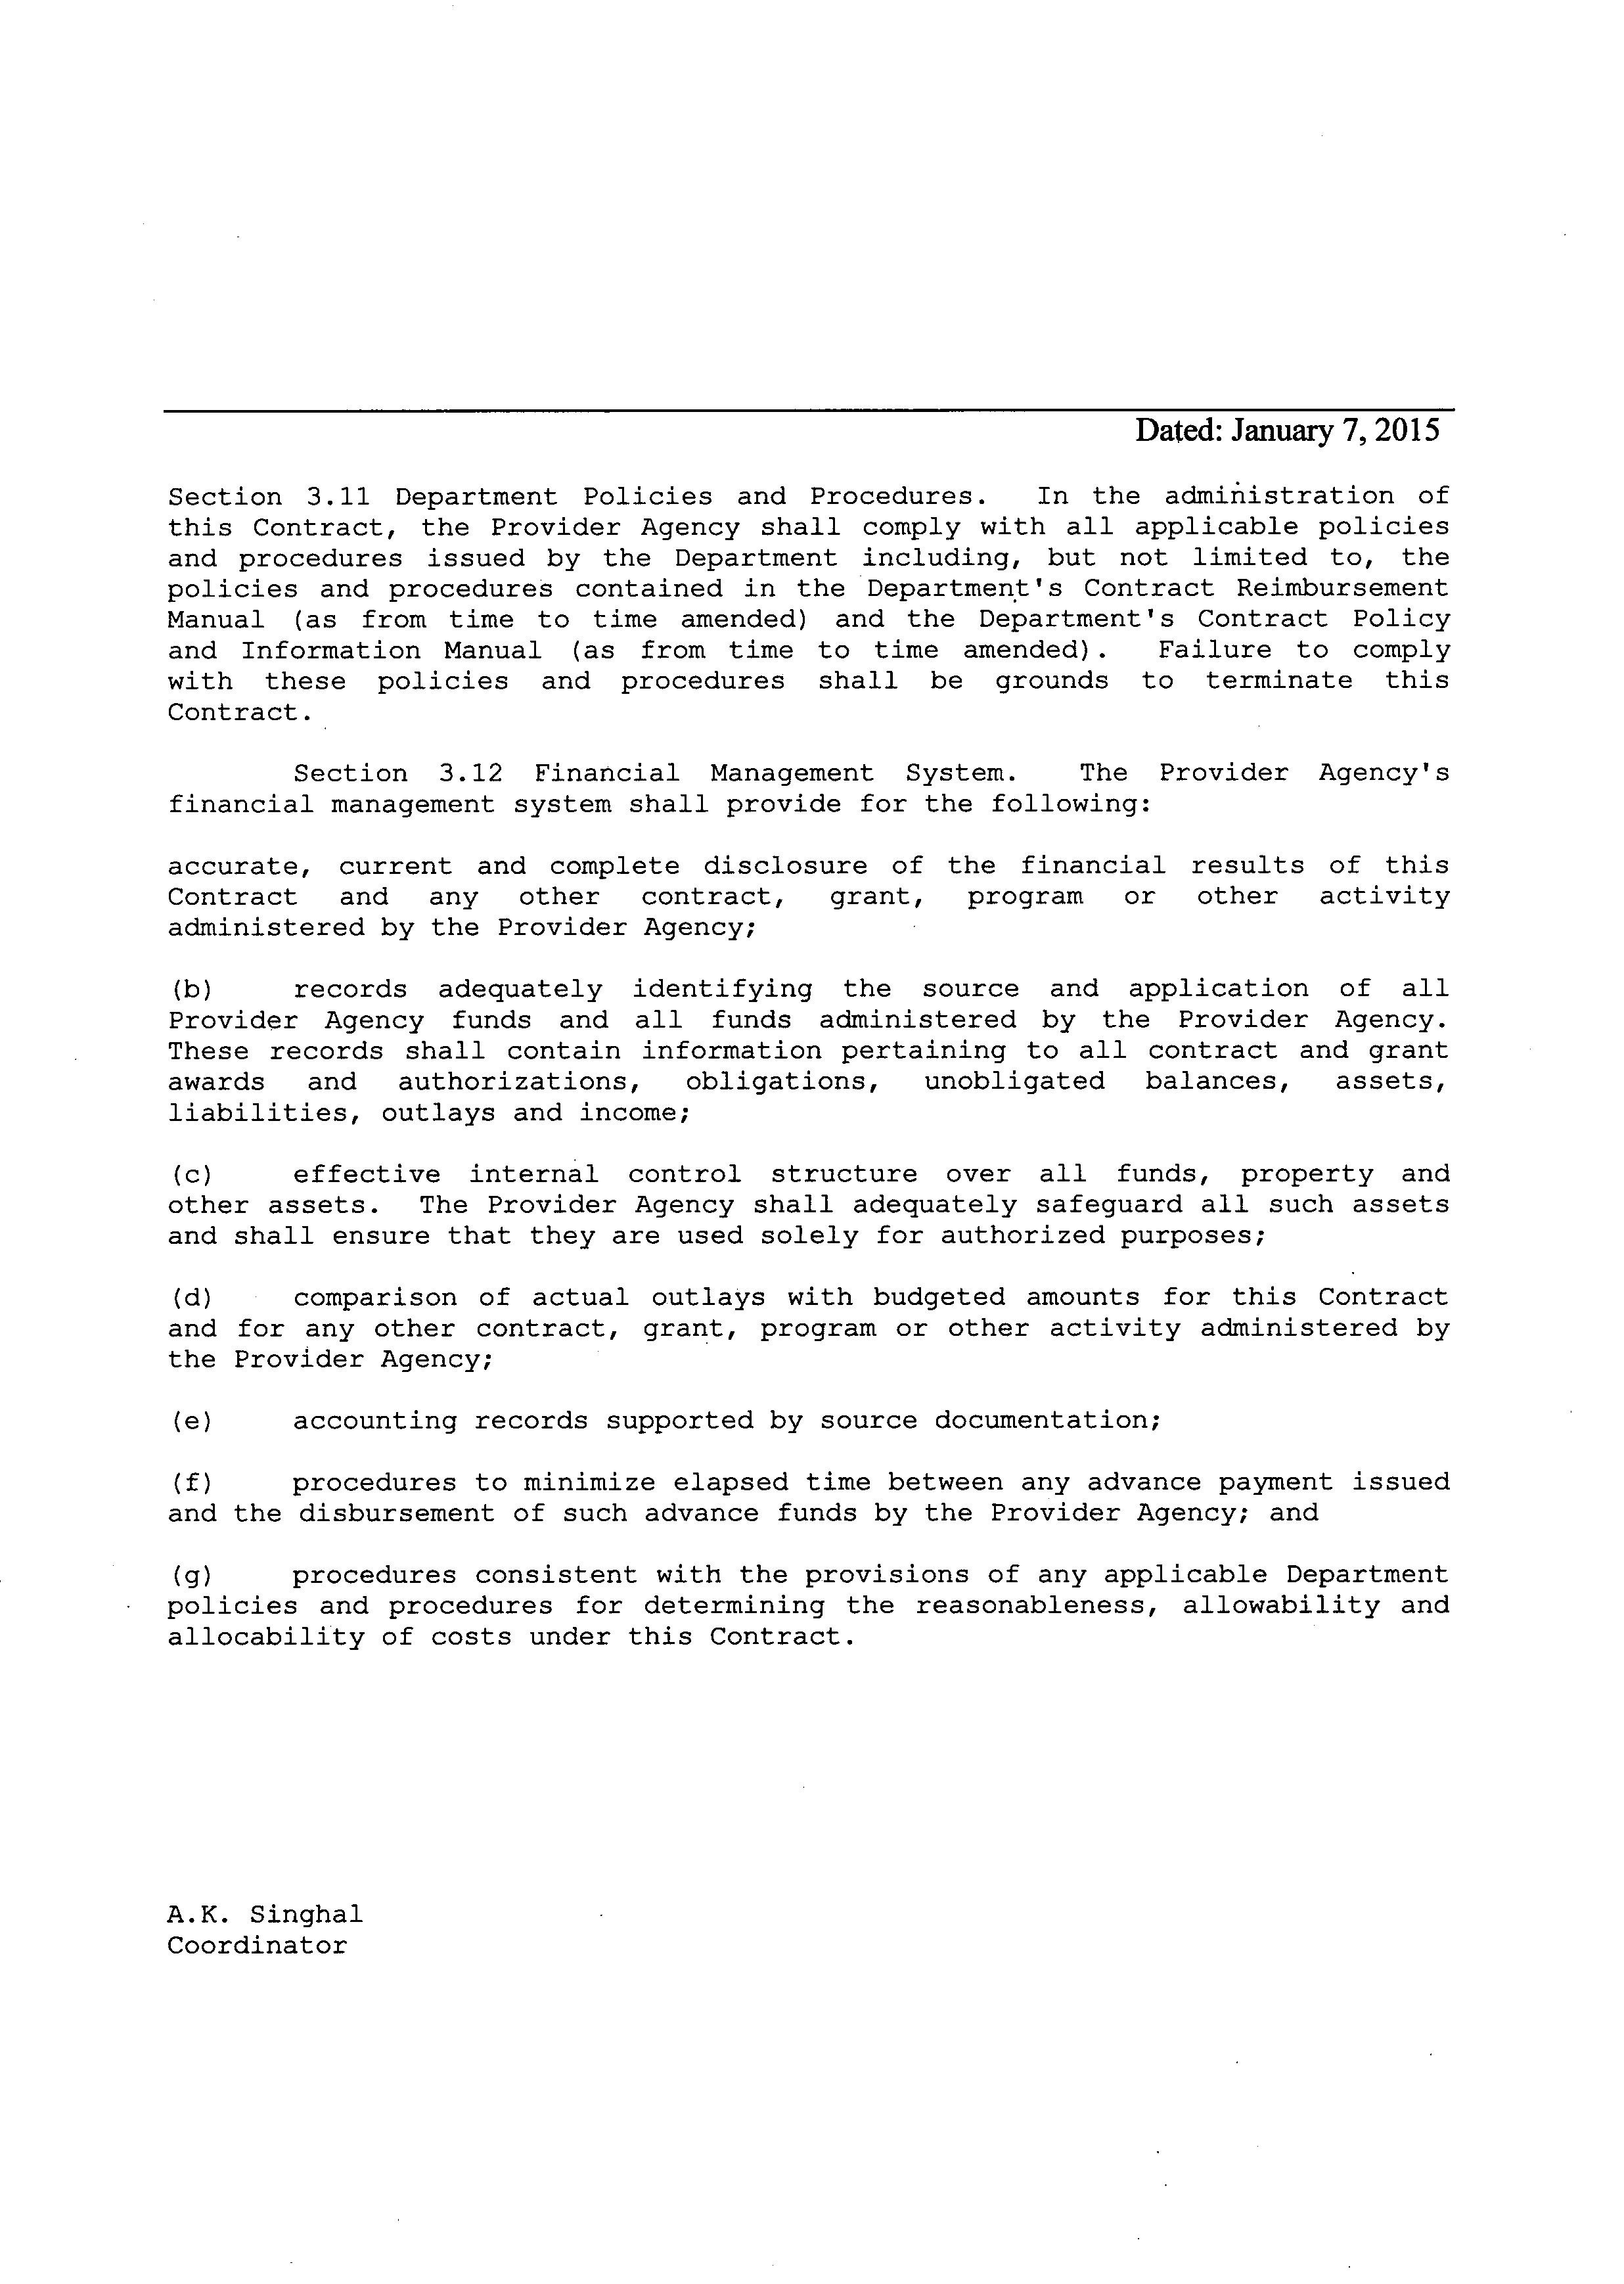 Dated: January 7, 2015
Section 3.11 Department Policies and Procedures. In the administration of
this Contract, the Provider Agency shall comply with all applicable policies
and procedures issued by the Department including, but not limited to, the
policies and procedures contained in the Department's Contract Reimbursement
Manual (as from time to time amended) and the Department's Contract Policy
and Information Manual (as from time to time amended). Failure to comply
with these policies and procedures shall be grounds to terminate this
Contract.
Section 3.12 Financial Management System. The Provider Agency's
financial management system shall provide for the following:
accurate, current and complete disclosure of the financial results of this
Contract and any other contract, grant, program or other activity
administered by the Provider Agency;
(b) records adequately identifying the source and application of all
Provider Agency funds and all funds administered by the Provider Agency.
These records shall contain information pertaining to all contract and grant
awards and authorizations, obligations, unobligated balances, assets,
liabilities, outlays and income;
(c) effective internal control structure over all funds, property and
other assets. The Provider Agency shall adequately safeguard all such assets
and shall ensure that they are used solely for authorized purposes;
(d) comparison of actual outlays with budgeted amounts for this Contract
and for any other contract, grant, program or other activity administered by
the Provider Agency;
(e) accounting records supported by source documentation;
(f) procedures to minimize elapsed time between any advance payment issued
and the disbursement of such advance funds by the Provider Agency; and
(g) procedures consistent with the provisions of any applicable Department
policies and procedures for determining the reasonableness, allowability and
allocability of costs under this Contract.
A.K. Singhal
Coordinator